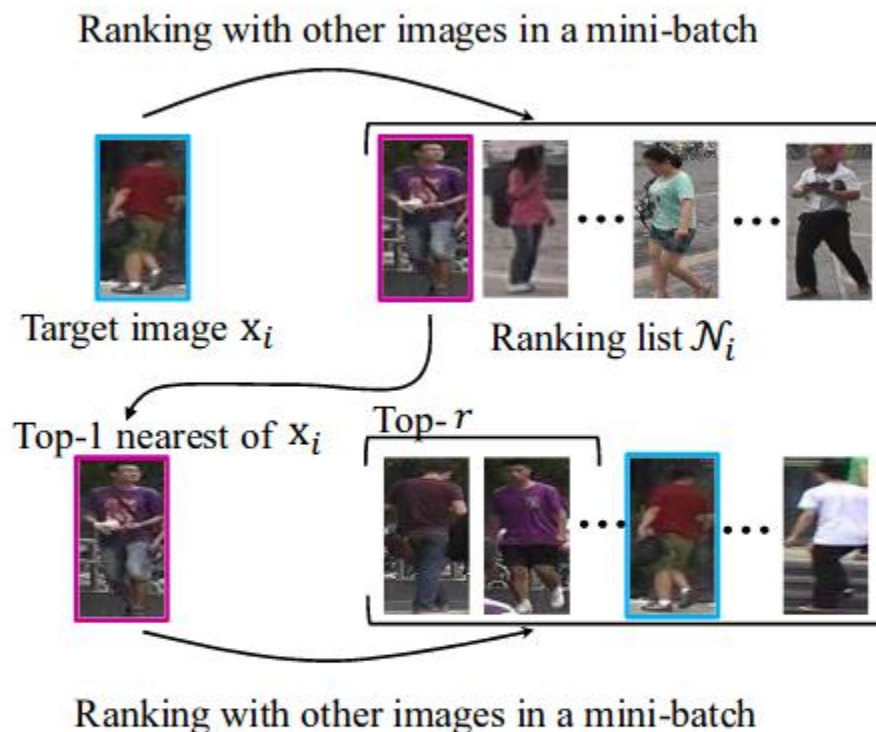 Ranking with other images in a mini-batch
Target image x_i
Ranking list 𝒩_i
Top-1 nearest of x_i
Top- r
Ranking with other images in a mini-batch